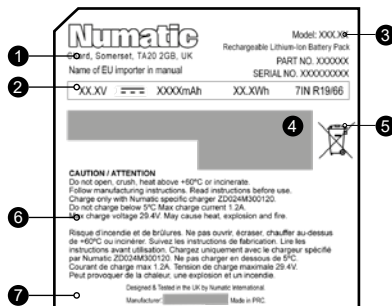 Numatic
Model: XXX.XX
3
1
Chard, Somerset, TA20 2GB, UK
Rechargeable Lithium-Ion Battery Pack
Name of EU importer in manual
PART NO. XXXXXX
SERIAL NO. XXXXXXXXX
2
XX.XV XXXXmAh XX.XWh 7IN R19/66
4
5
CAUTION / ATTENTION
Do not open, crush, heat above +60ºC or incinerate.
Follow manufacturing instructions. Read instructions before use.
Charge only with Numatic specific charger ZD024M300120.
Do not charge below 5ºC Max charge current 1.2A.
6
Max charge voltage 29.4V. May cause heat, explosion and fire.
Risque d'incendie et de brûlures. Ne pas ouvrir, écraser, chauffer au-dessus
de +60ºC ou incinérer. Suivez les instructions de fabrication. Lire les
instructions avant utilisation. Chargez uniquement avec le chargeur spécifié
par Numatic ZD024M300120. Ne pas charger en dessous de 5ºC.
Courant de charge max 1.2A. Tension de charge maximale 29.4V.
Peut provoquer de la chaleur, une explosion et un incendie.
Designed & Tested in the UK by Numatic International.
7
Manufacturer: Made in PRC.